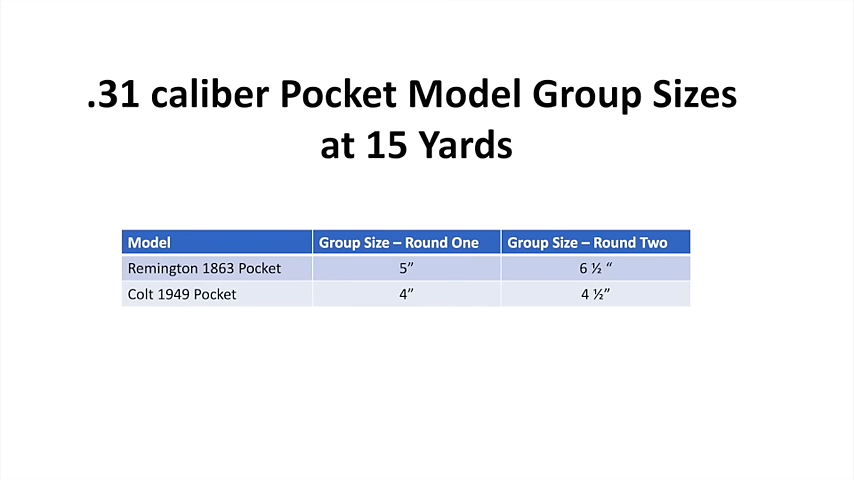 .31 caliber Pocket Model Group Sizes
at 15 Yards
Model Group Size – Round One Group Size – Round Two
Remington 1863 Pocket 5” 6 ½ “
Colt 1949 Pocket 4” 4 ½”